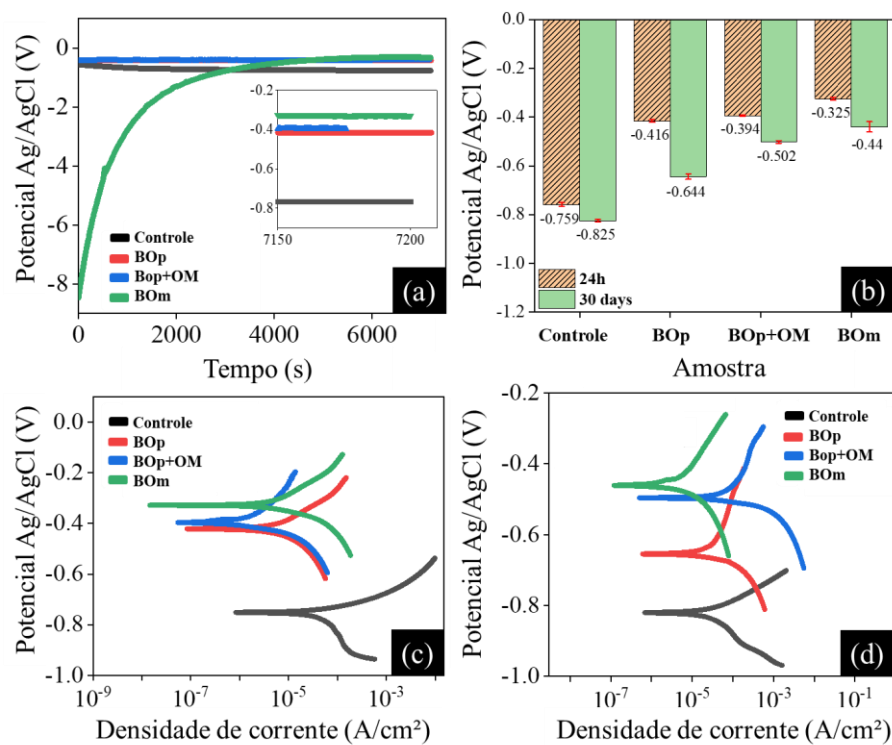 Potencial Ag/AgCl (V)
0
-2
-4
-6
-8
0
2000
4000
6000
Tempo (s)
Controle
BOp
Bop+OM
BOm
-0.2
-0.4
-0.6
-0.8
7150
7200
(a)
Potencial Ag/AgCl (V)
0.0
-0.2
-0.4
-0.6
-0.8
-1.0
-1.2
-0.759
-0.825
-0.416
-0.644
-0.394
-0.502
-0.325
-0.44
24h
30 days
Controle
BOp
BOp+OM
BOm
Amostra
(b)
Potencial Ag/AgCl (V)
0.0
-0.2
-0.4
-0.6
-0.8
-1.0
10⁻⁹
10⁻⁷
10⁻⁵
10⁻³
Densidade de corrente (A/cm²)
Controle
BOp
BOp+OM
BOm
(c)
Potencial Ag/AgCl (V)
-0.2
-0.4
-0.6
-0.8
-1.0
10⁻⁷
10⁻⁵
10⁻³
10⁻¹
Densidade de corrente (A/cm²)
Controle
BOp
Bop+OM
BOm
(d)